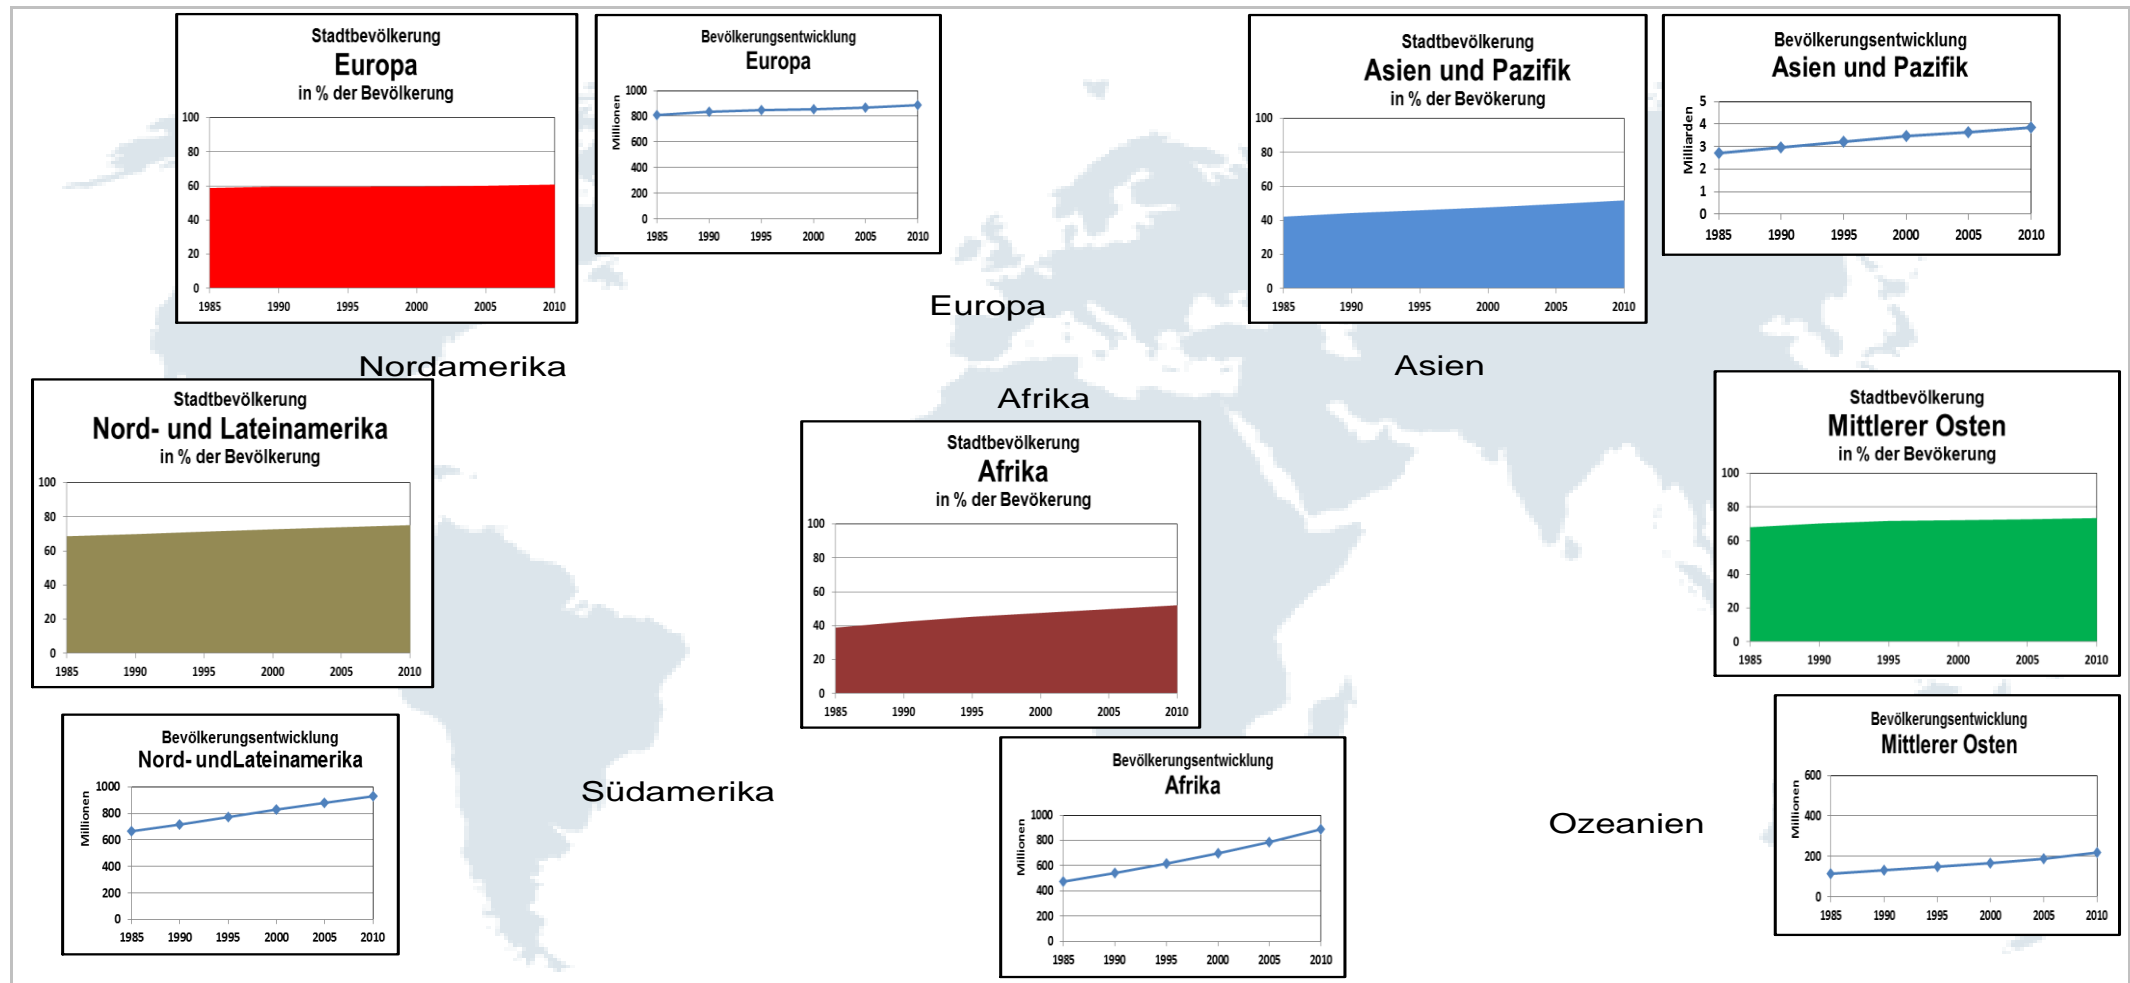 Stadtbevölkerung
Europa
in % der Bevölkerung
100
80
60
40
20
0
1985 1990 1995 2000 2005 2010
Bevölkerungsentwicklung
Europa
Millionen
1000
800
600
400
200
0
1985 1990 1995 2000 2005 2010
Stadtbevölkerung
Asien und Pazifik
in % der Bevökerung
100
80
60
40
20
0
1985 1990 1995 2000 2005 2010
Bevölkerungsentwicklung
Asien und Pazifik
Milliarden
5
4
3
2
1
0
1985 1990 1995 2000 2005 2010
Europa
Nordamerika
Asien
Afrika
Stadtbevölkerung
Nord- und Lateinamerika
in % der Bevölkerung
100
80
60
40
20
0
1985 1990 1995 2000 2005 2010
Stadtbevölkerung
Afrika
in % der Bevökerung
100
80
60
40
20
0
1985 1990 1995 2000 2005 2010
Stadtbevölkerung
Mittlerer Osten
in % der Bevökerung
100
80
60
40
20
0
1985 1990 1995 2000 2005 2010
Bevölkerungsentwicklung
Nord- undLateinamerika
Millionen
1000
800
600
400
200
0
1985 1990 1995 2000 2005 2010
Südamerika
Bevölkerungsentwicklung
Afrika
Millionen
1000
800
600
400
200
0
1985 1990 1995 2000 2005 2010
Ozeanien
Bevölkerungsentwicklung
Mittlerer Osten
Millionen
600
400
200
0
1985 1990 1995 2000 2005 2010